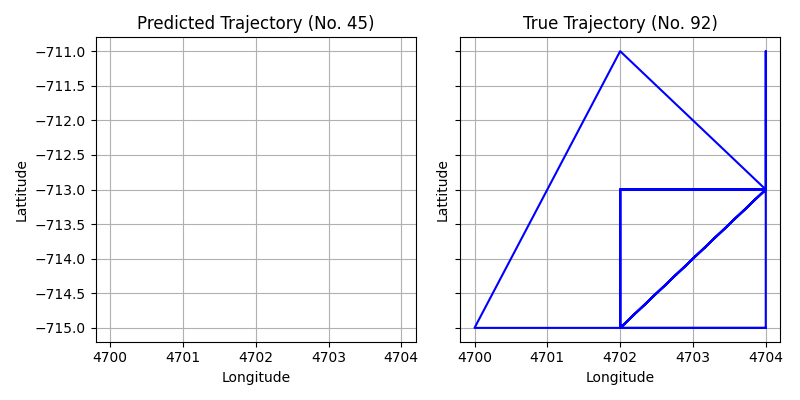 Predicted Trajectory (No. 45)
True Trajectory (No. 92)
−711.0
−711.5
−712.0
−712.5
−713.0
−713.5
−714.0
−714.5
−715.0
Lattitude
Lattitude
4700 4701 4702 4703 4704
4700 4701 4702 4703 4704
Longitude
Longitude